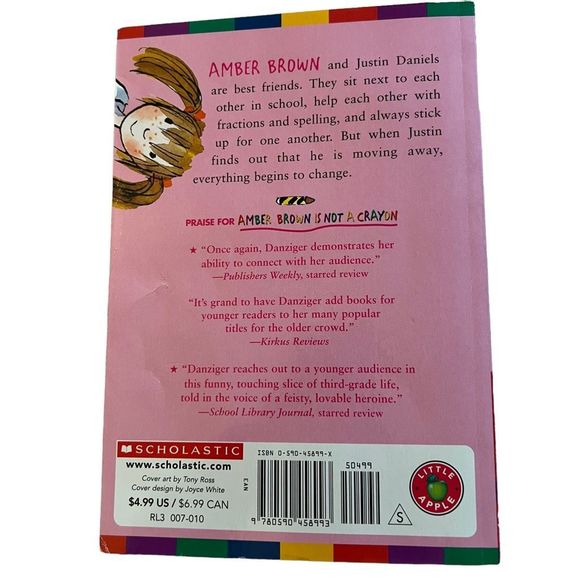 AMBER BROWN and Justin Daniels
are best friends. They sit next to each
other in school, help each other with
fractions and spelling, and always stick
up for one another. But when Justin
finds out that he is moving away,
everything begins to change.
PRAISE FOR AMBER BROWN IS NOT A CRAYON
★ “Once again, Danziger demonstrates her
ability to connect with her audience.”
—Publishers Weekly, starred review
“It’s grand to have Danziger add books for
younger readers to her many popular
titles for the older crowd.”
—Kirkus Reviews
★ “Danziger reaches out to a younger audience in
this funny, touching slice of third-grade life,
told in the voice of a feisty, lovable heroine.”
—School Library Journal, starred review
SCHOLASTIC
www.scholastic.com
Cover art by Tony Ross
Cover design by Joyce White
$4.99 US / $6.99 CAN
RL3 007-010
ISBN 0-590-45899-X
50499
EAN
9 780590 458993
S
LITTLE
APPLE